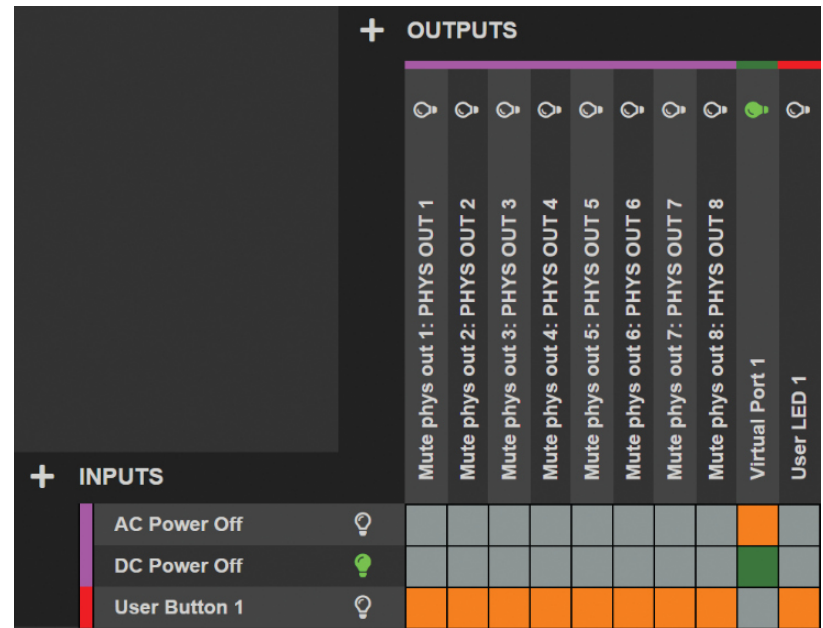 + OUTPUTS
Mute phys out 1: PHYS OUT 1
Mute phys out 2: PHYS OUT 2
Mute phys out 3: PHYS OUT 3
Mute phys out 4: PHYS OUT 4
Mute phys out 5: PHYS OUT 5
Mute phys out 6: PHYS OUT 6
Mute phys out 7: PHYS OUT 7
Mute phys out 8: PHYS OUT 8
Virtual Port 1
User LED 1
+ INPUTS
AC Power Off
DC Power Off
User Button 1